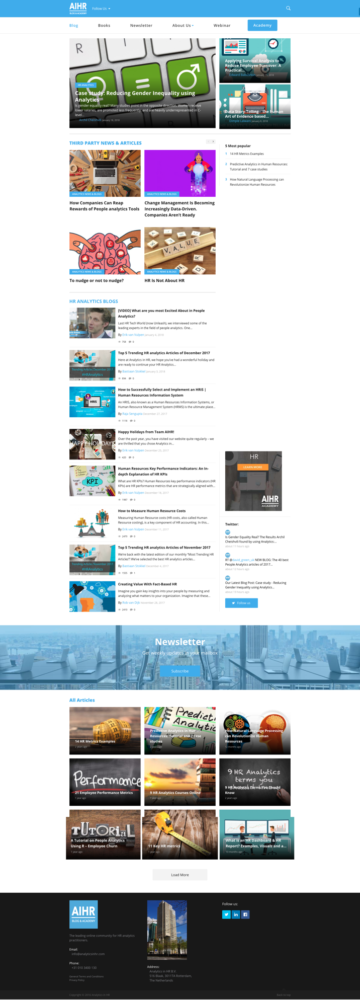 AIHR
BLOG & ACADEMY
Follow Us
Blog
Books
Newsletter
About Us
Webinar
Academy
R
HR ANALYTICS
Case study: Reducing Gender Inequality using
Analytics
Is gender equality real? Many studies point in the opposite direction. Women receive
lower salaries, are promoted less frequently, and are heavily underrepresented in C-
level...
Archil Cheishvili January 18, 2018
Applying Survival Analysis to
Reduce Employee Turnover: A
Practical...
Edward Babushkin January 15, 2018
Data Story-Telling – the human
Art of Evidence based...
Dimple Lalwani January 8, 2018
THIRD PARTY NEWS & ARTICLES
ANALYTICS NEWS & BLOGS
How Companies Can Reap
Rewards of People analytics Tools
ANALYTICS NEWS & BLOGS
Change Management Is Becoming
Increasingly Data-Driven.
Companies Aren't Ready
ANALYTICS NEWS & BLOGS
To nudge or not to nudge?
VALUE
ANALYTICS NEWS & BLOGS
HR Is Not About HR
5 Most popular
1 14 HR Metrics Examples
2 Predictive Analytics in Human Resources:
Tutorial and 7 case studies
3 How Natural Language Processing can
Revolutionize Human Resources
HR ANALYTICS BLOGS
[VIDEO] What are you most Excited About in People
Analytics?
Last HR Tech World (now Unleash), we interviewed some of the
leading experts in the field of people analytics. One...
By Erik van Vulpen January 4, 2018
758 0
Trending Articles December 2017
#HRAnalytics
Top 5 Trending HR analytics Articles of December 2017
Here at Analytics in HR, we hope you've had a wonderful holiday and
are ready to continue your HR Analytics...
By Bastiaan Stokkel January 3, 2018
894 0
HRIS
How to Successfully Select and Implement an HRIS |
Human Resources Information System
An HRIS, also known as a Human Resources Information Systems, or
Human Resource Management System (HRMS) is the ultimate place...
By Raja Sengupta December 27, 2017
1118 0
HAPPY HOLIDAYS
Happy Holidays from Team AIHR!
Over the past year, you have visited our website quite regularly – we
are thrilled that you chose Analytics in...
By Erik van Vulpen December 25, 2017
420 0
KPI
Human Resources Key Performance Indicators: An In-
depth Explanation of HR KPIs
What are HR KPIs? Human Resources key performance indicators (HR
KPIs) are HR performance metrics that are strategically aligned with...
By Erik van Vulpen December 18, 2017
1987 0
How to Measure Human Resource Costs
Measuring Human Resource costs (HR costs, also called Human
Resource costing), is a key component of HR accounting. In this...
By Erik van Vulpen December 11, 2017
2479 0
Trending Articles November 2017
#HRAnalytics
Top 5 Trending HR analytics Articles of November 2017
We're back with the latest edition of our monthly "Most Trending HR
Articles"! We've selected the best HR analytics articles...
By Bastiaan Stokkel December 4, 2017
1555 1
Creating Value With Fact-Based HR
Imagine you gain key insights into your people by measuring and
analyzing what matters to your organization. Imagine that these...
By Rob van Dijk November 28, 2017
2410 0
HR
LEARN MORE
AIHR
ACADEMY
Twitter:
Is Gender Equality Real? The Results Archil
Cheishvili found by using Analytics:...
about 11 hours ago
RT @david_green_uk NEW BLOG: The 40 best
People Analytics articles of 2017...
about 12 hours ago
Our Latest Blog Post: Case study - Reducing
Gender Inequality using Analytics...
about 19 hours ago
Follow us
Newsletter
Get weekly updates in your mailbox
Subscribe
All Articles
14 HR Metrics Examples
2 years ago
Predictive Analytics in Human
Resources: Tutorial and 7 case
studies
2 years ago
How Natural Language Processing
can Revolutionize Human
Resources
12 months ago
Performance
21 Employee Performance Metrics
1 year ago
9 HR Analytics Courses Online
1 year ago
9 HR Analytics
terms you
9 HR Analytics Terms You Should
Know
2 years ago
TUTORiaL
A Tutorial on People Analytics
Using R – Employee Churn
1 year ago
11 Key HR metrics
1 year ago
What is an HR Dashboard & HR
Report? Examples, Visuals and a...
10 months ago
Load More
AIHR
BLOG & ACADEMY
The leading online community for HR analytics
practitioners.
Email:
info@analyticsinhr.com
Phone:
+31 010 3400 130
General Terms and Conditions
Privacy Policy
Address:
Analytics in HR B.V.
516 Blaak, 3011TA Rotterdam,
The Netherlands
Follow us:
Copyright © 2016 Analytics in HR
Back to top